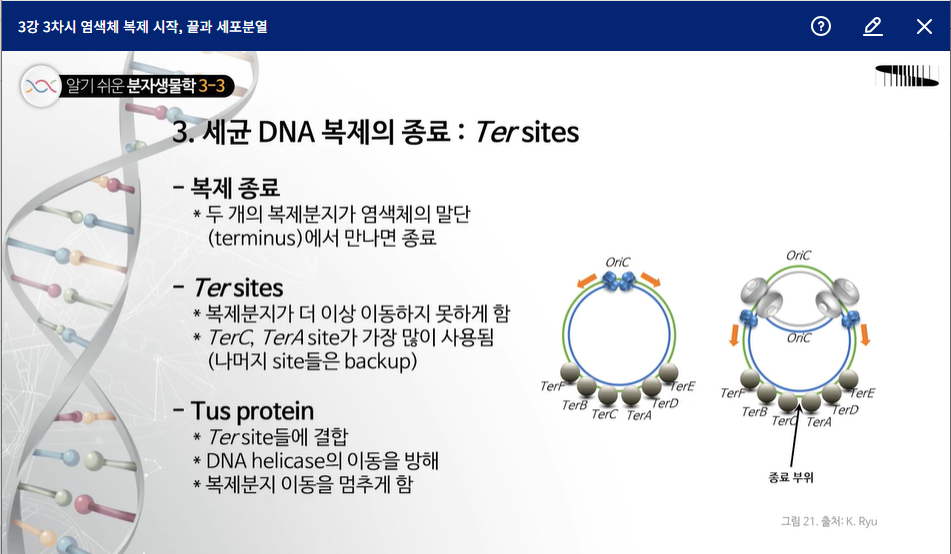 3강 3차시 염색체 복제 시작, 끝과 세포분열
알기 쉬운 분자생물학 3-3
3. 세균 DNA 복제의 종료 : Ter sites
- 복제 종료
* 두 개의 복제분지가 염색체의 말단
(terminus)에서 만나면 종료
- Ter sites
* 복제분지가 더 이상 이동하지 못하게 함
* TerC, TerA site가 가장 많이 사용됨
(나머지 site들은 backup)
- Tus protein
* Ter site들에 결합
* DNA helicase의 이동을 방해
* 복제분지 이동을 멈추게 함
OriC
TerF
TerB
TerC
TerA
TerD
TerE
OriC
OriC
TerF
TerB
TerC
TerA
TerD
TerE
종료 부위
그림 21. 출처: K. Ryu